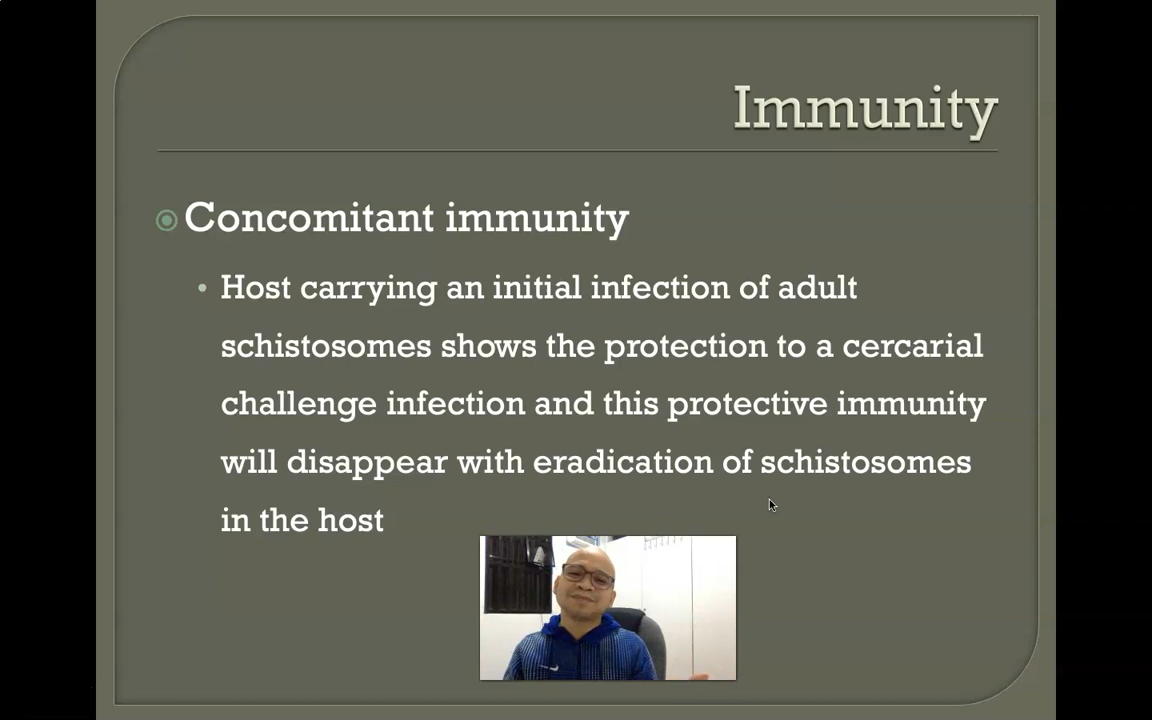 Immunity
Concomitant immunity
Host carrying an initial infection of adult
schistosomes shows the protection to a cercarial
challenge infection and this protective immunity
will disappear with eradication of schistosomes
in the host